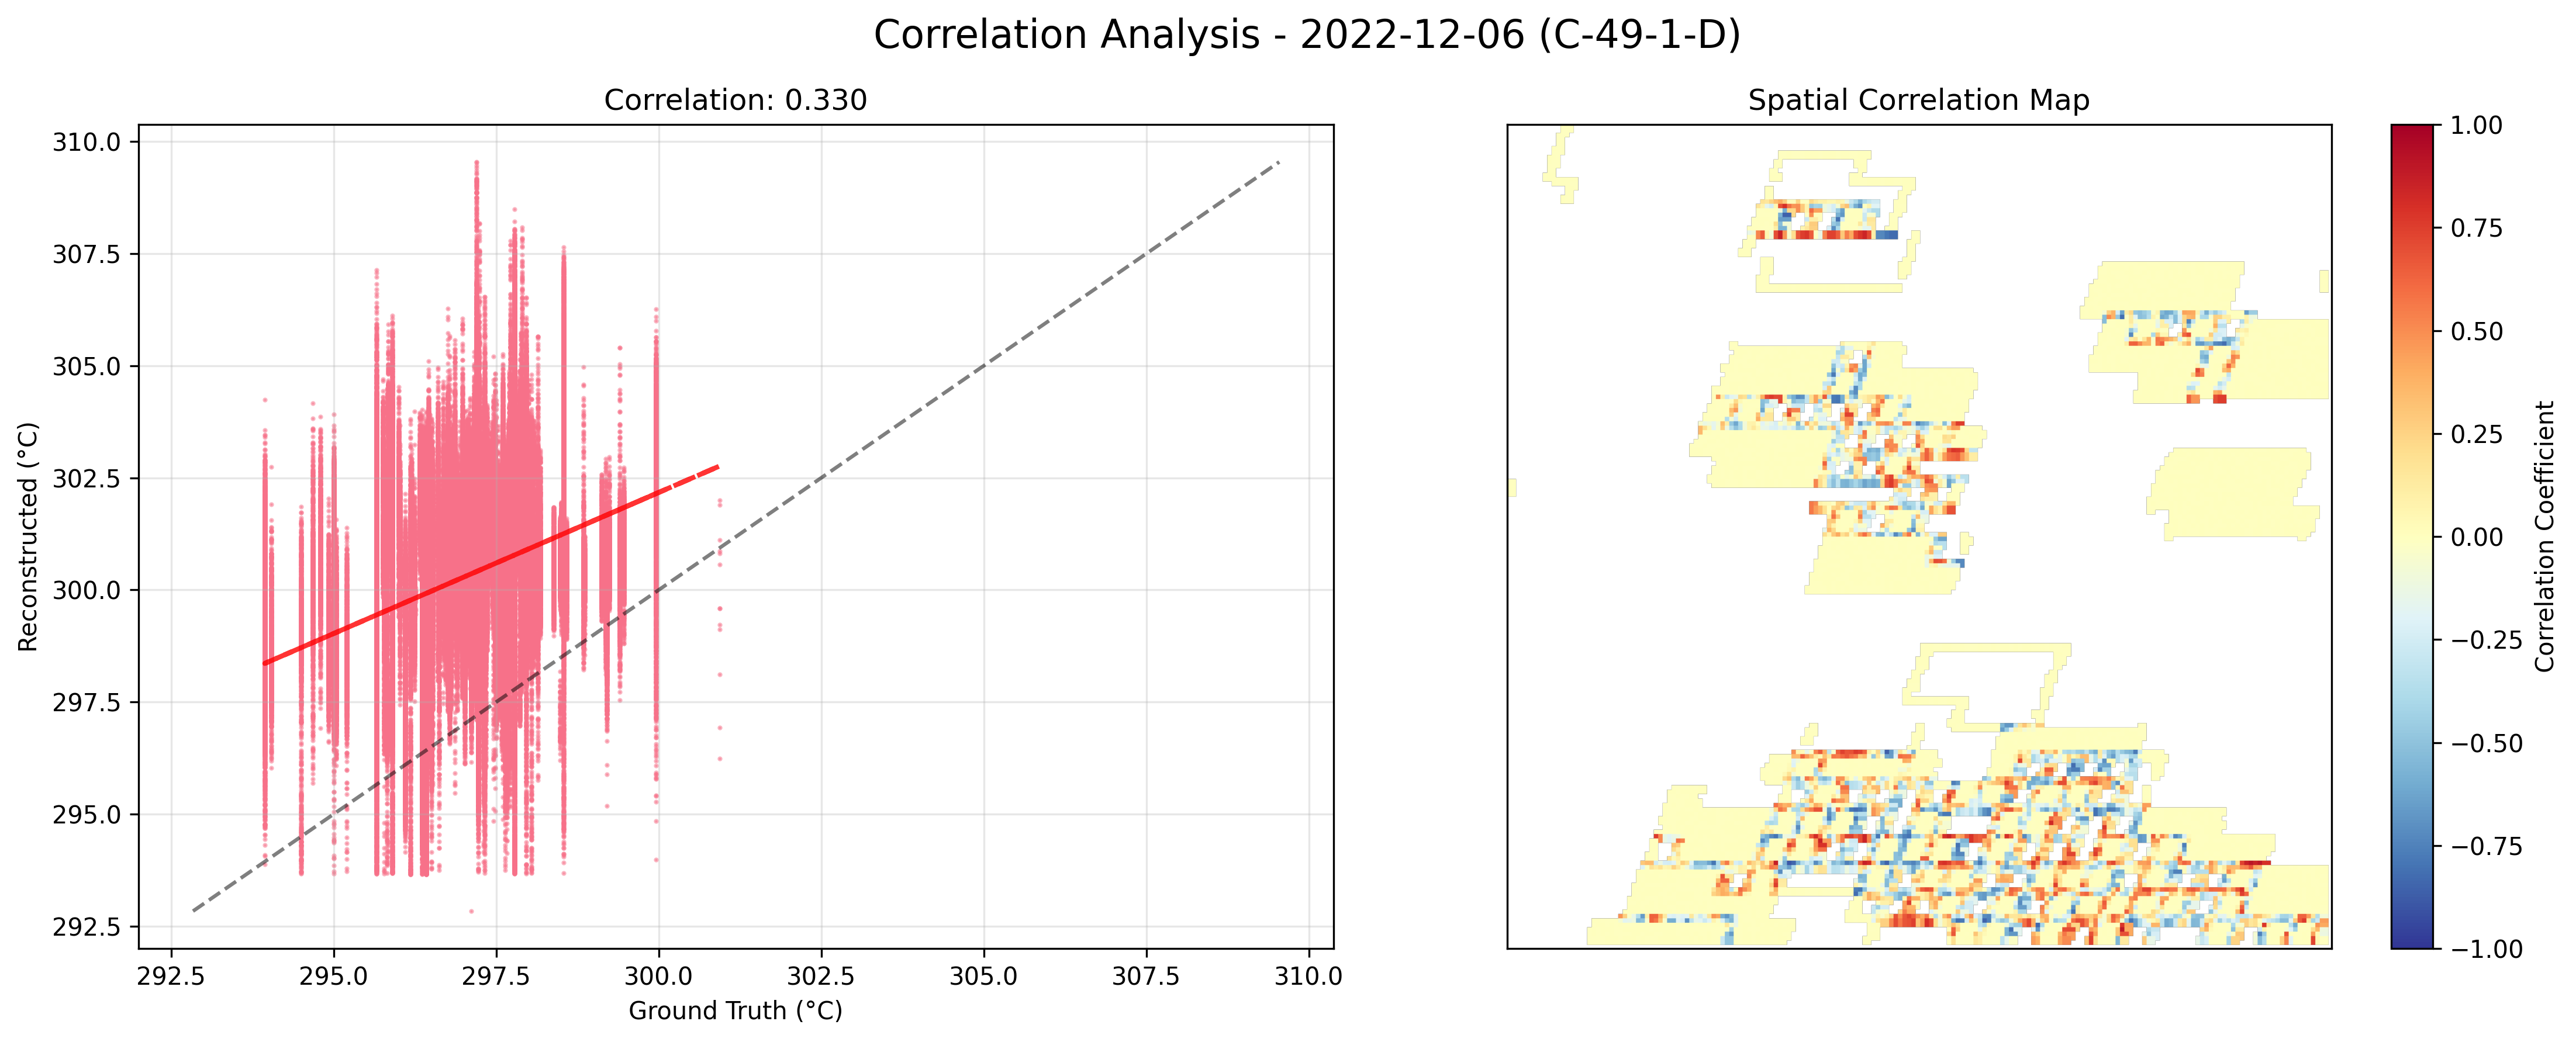 Correlation Analysis - 2022-12-06 (C-49-1-D)
Correlation: 0.330
310.0
307.5
305.0
302.5
300.0
297.5
295.0
292.5
Reconstructed (°C)
292.5 295.0 297.5 300.0 302.5 305.0 307.5 310.0
Ground Truth (°C)
Spatial Correlation Map
1.00
0.75
0.50
0.25
0.00
−0.25
−0.50
−0.75
−1.00
Correlation Coefficient